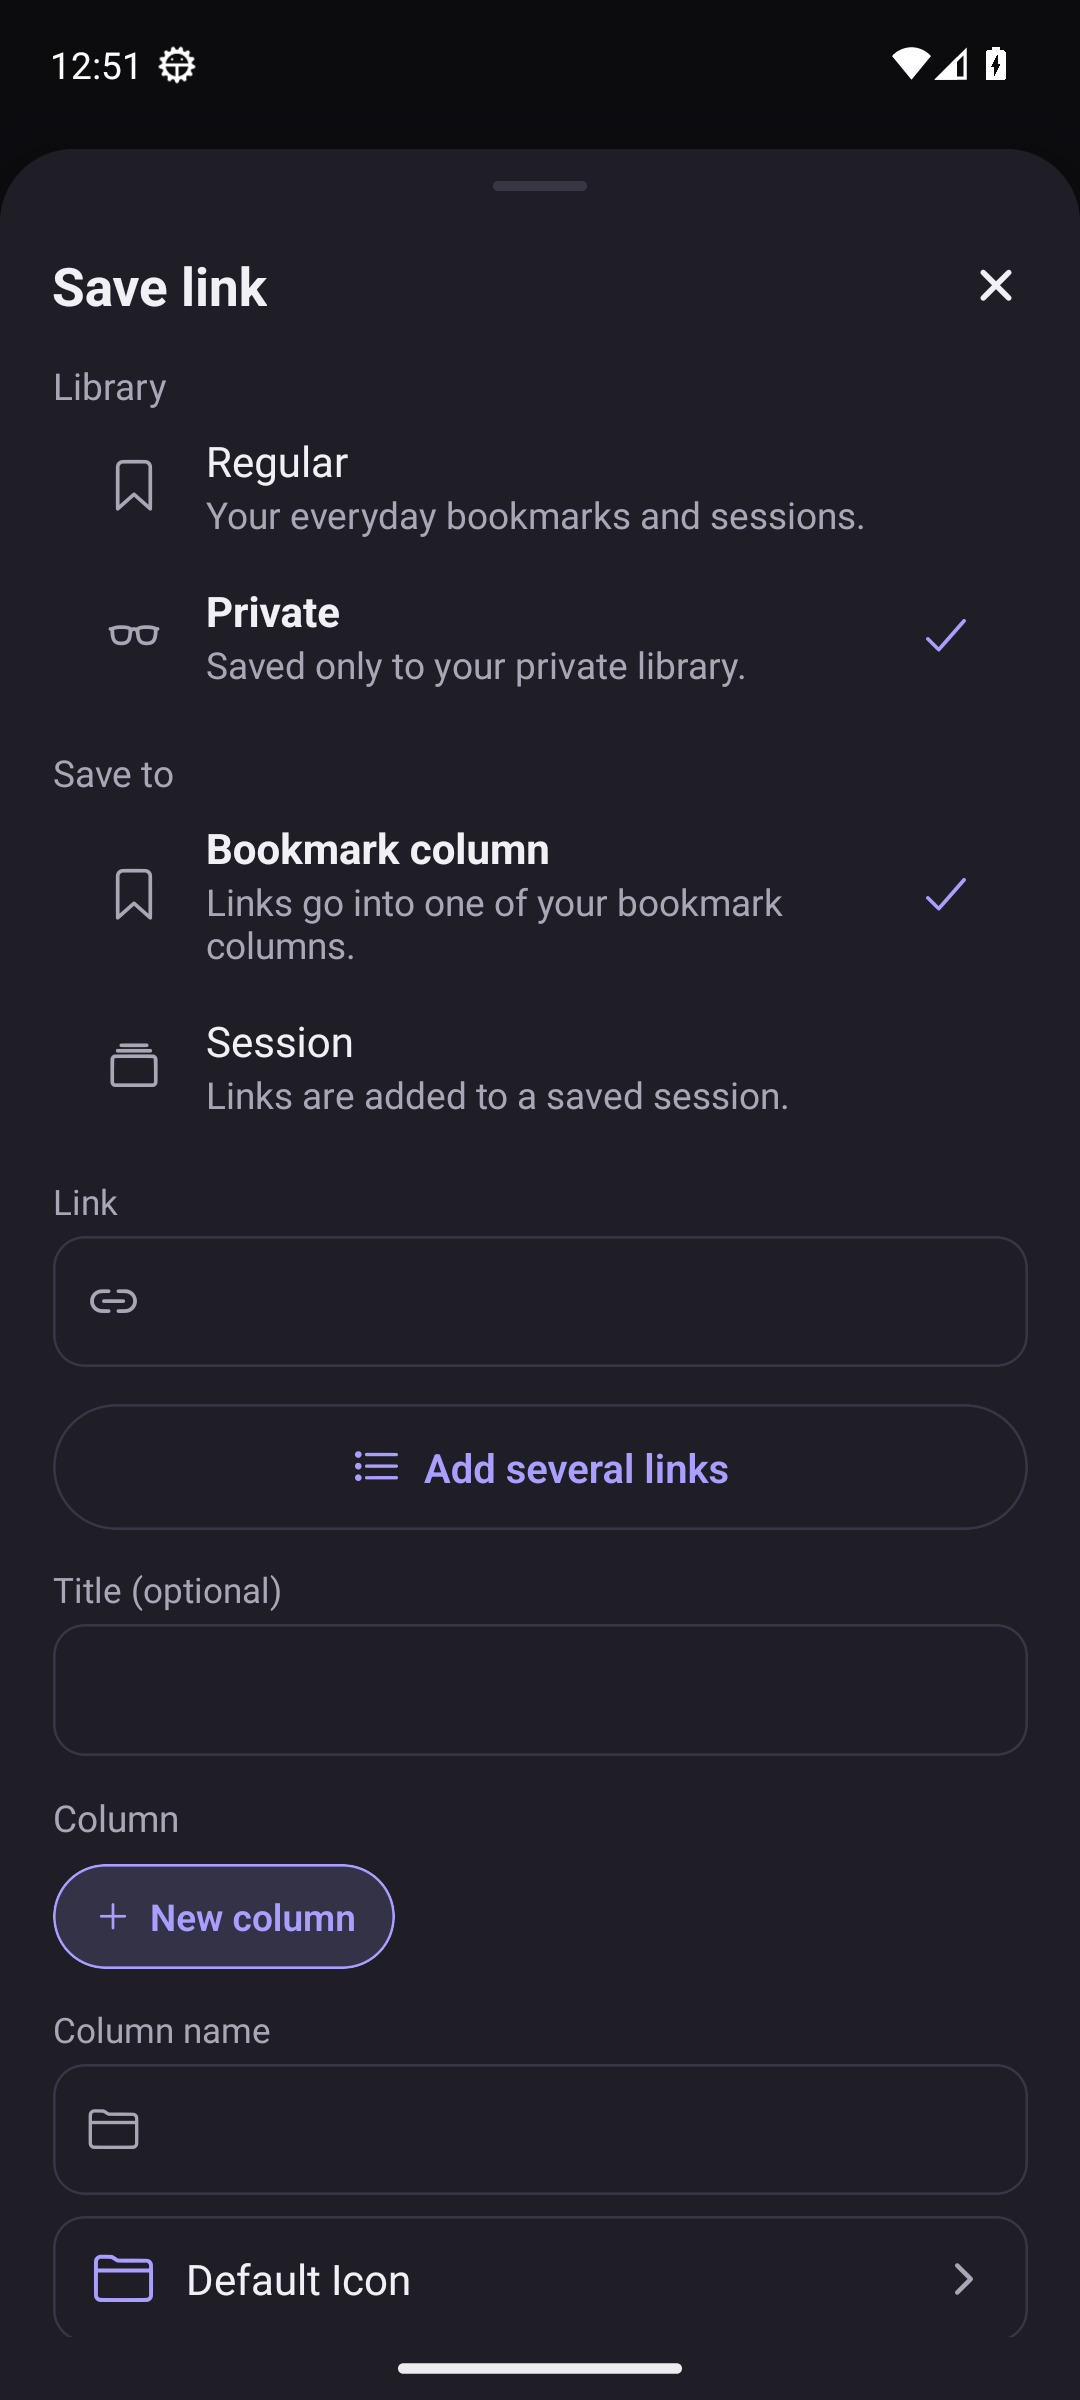 12:51
Save link
Library
Regular
Your everyday bookmarks and sessions.
Private
Saved only to your private library.
Save to
Bookmark column
Links go into one of your bookmark
columns.
Session
Links are added to a saved session.
Link
Add several links
Title (optional)
Column
New column
Column name
Default Icon